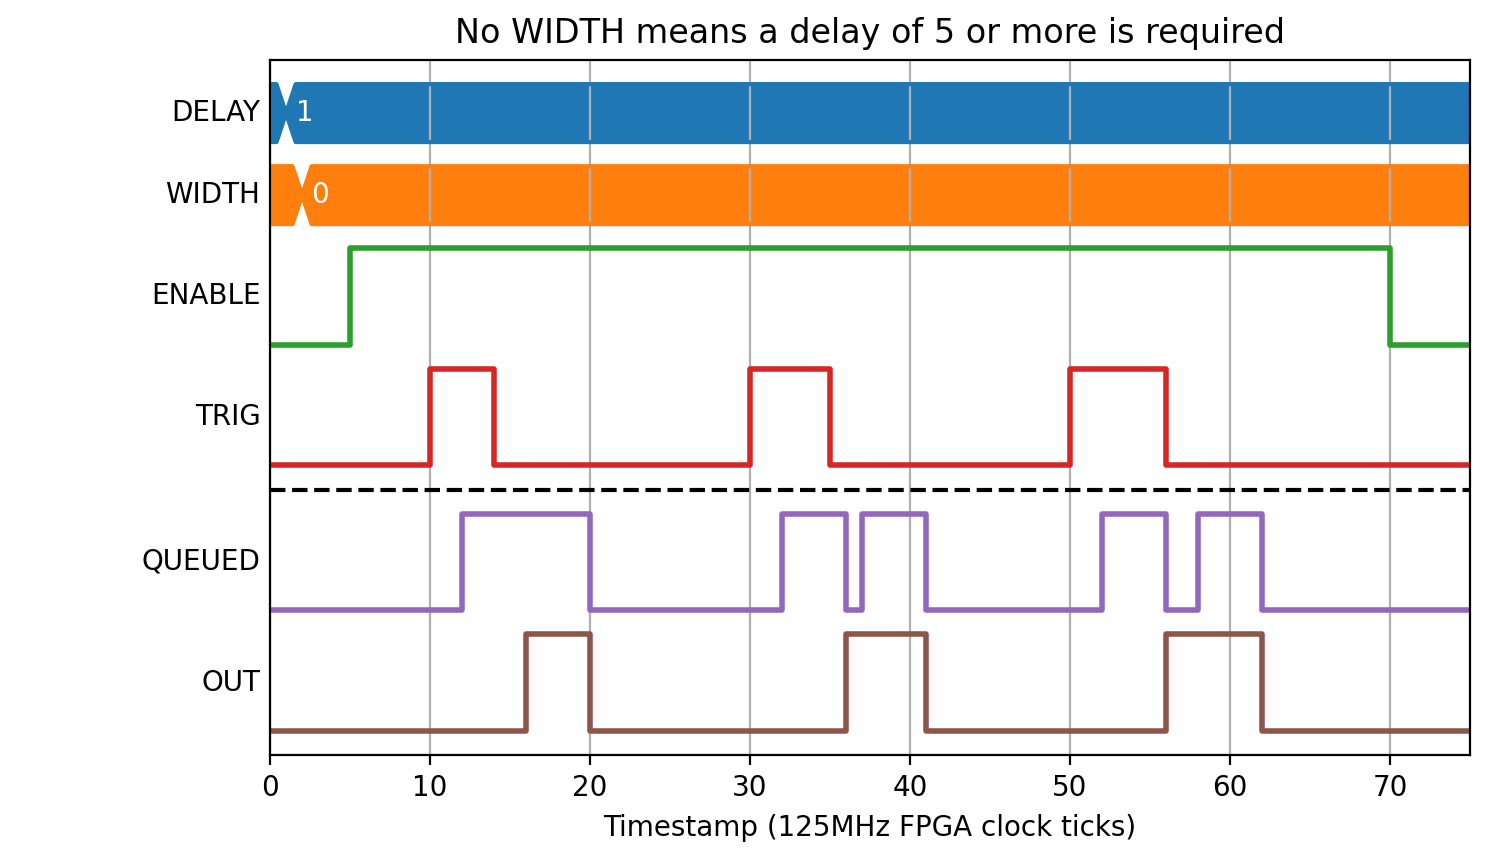 No WIDTH means a delay of 5 or more is required
DELAY
1
WIDTH
0
ENABLE
TRIG
QUEUED
OUT
0 10 20 30 40 50 60 70
Timestamp (125MHz FPGA clock ticks)